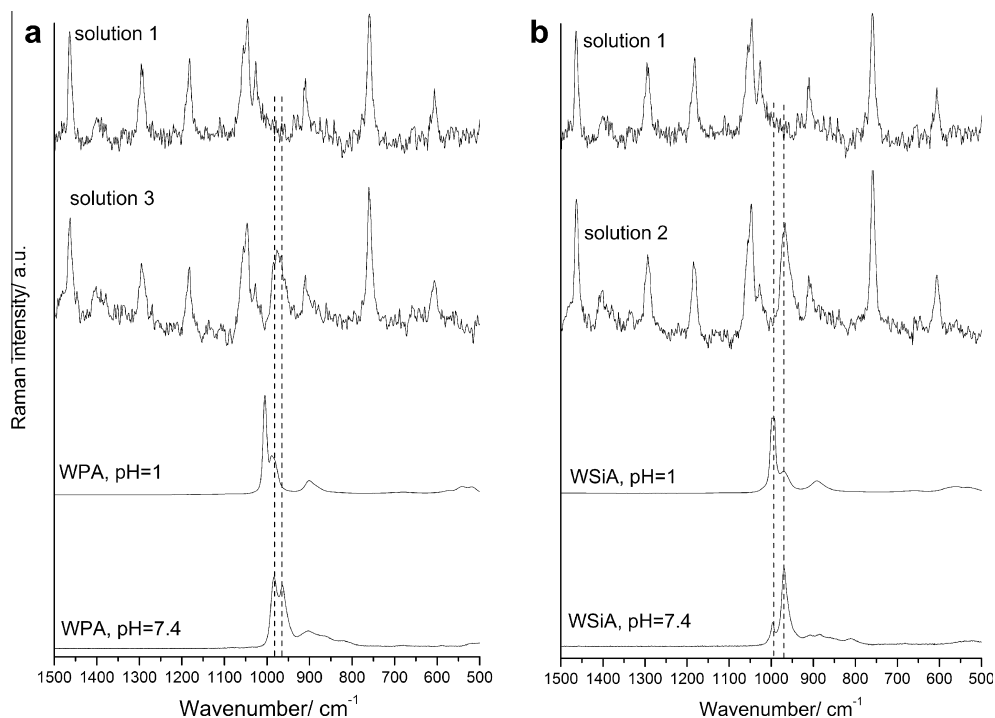 a
solution 1
solution 3
WPA, pH=1
WPA, pH=7.4
Raman intensity/ a.u.
1500 1400 1300 1200 1100 1000 900 800 700 600 500
Wavenumber/ cm⁻¹
b
solution 1
solution 2
WSiA, pH=1
WSiA, pH=7.4
1500 1400 1300 1200 1100 1000 900 800 700 600 500
Wavenumber/ cm⁻¹